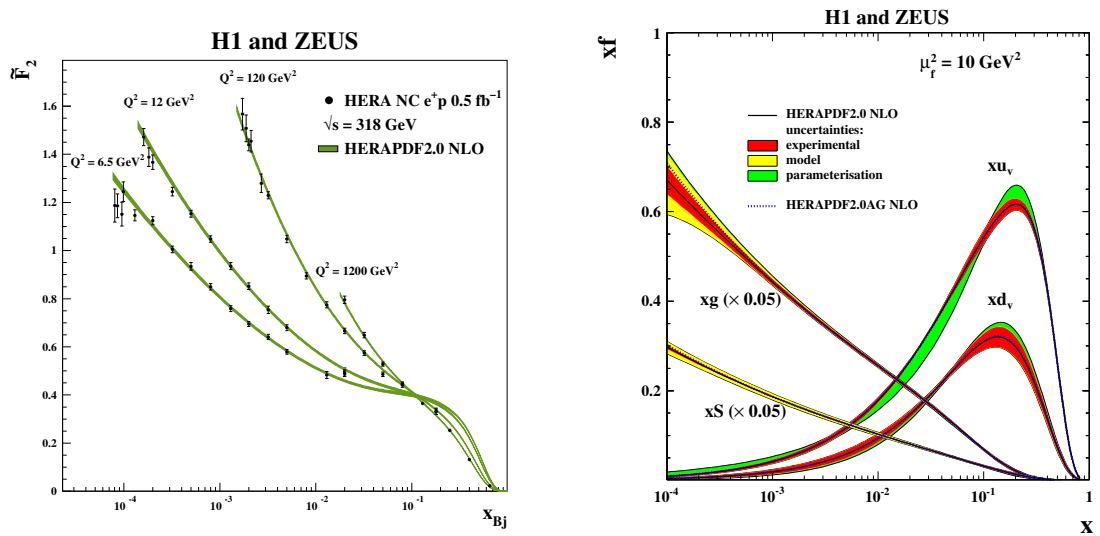 H1 and ZEUS
F̃₂
Q² = 120 GeV²
Q² = 12 GeV²
HERA NC e⁺p 0.5 fb⁻¹
√s = 318 GeV
HERAPDF2.0 NLO
Q² = 6.5 GeV²
Q² = 1200 GeV²
1.6
1.4
1.2
1
0.8
0.6
0.4
0.2
0
10⁻⁴ 10⁻³ 10⁻² 10⁻¹
x_Bj
H1 and ZEUS
xf
μ_f² = 10 GeV²
HERAPDF2.0 NLO
uncertainties:
experimental
model
parameterisation
HERAPDF2.0AG NLO
xu_v
xd_v
xg (× 0.05)
xS (× 0.05)
1
0.8
0.6
0.4
0.2
10⁻⁴ 10⁻³ 10⁻² 10⁻¹ 1
x